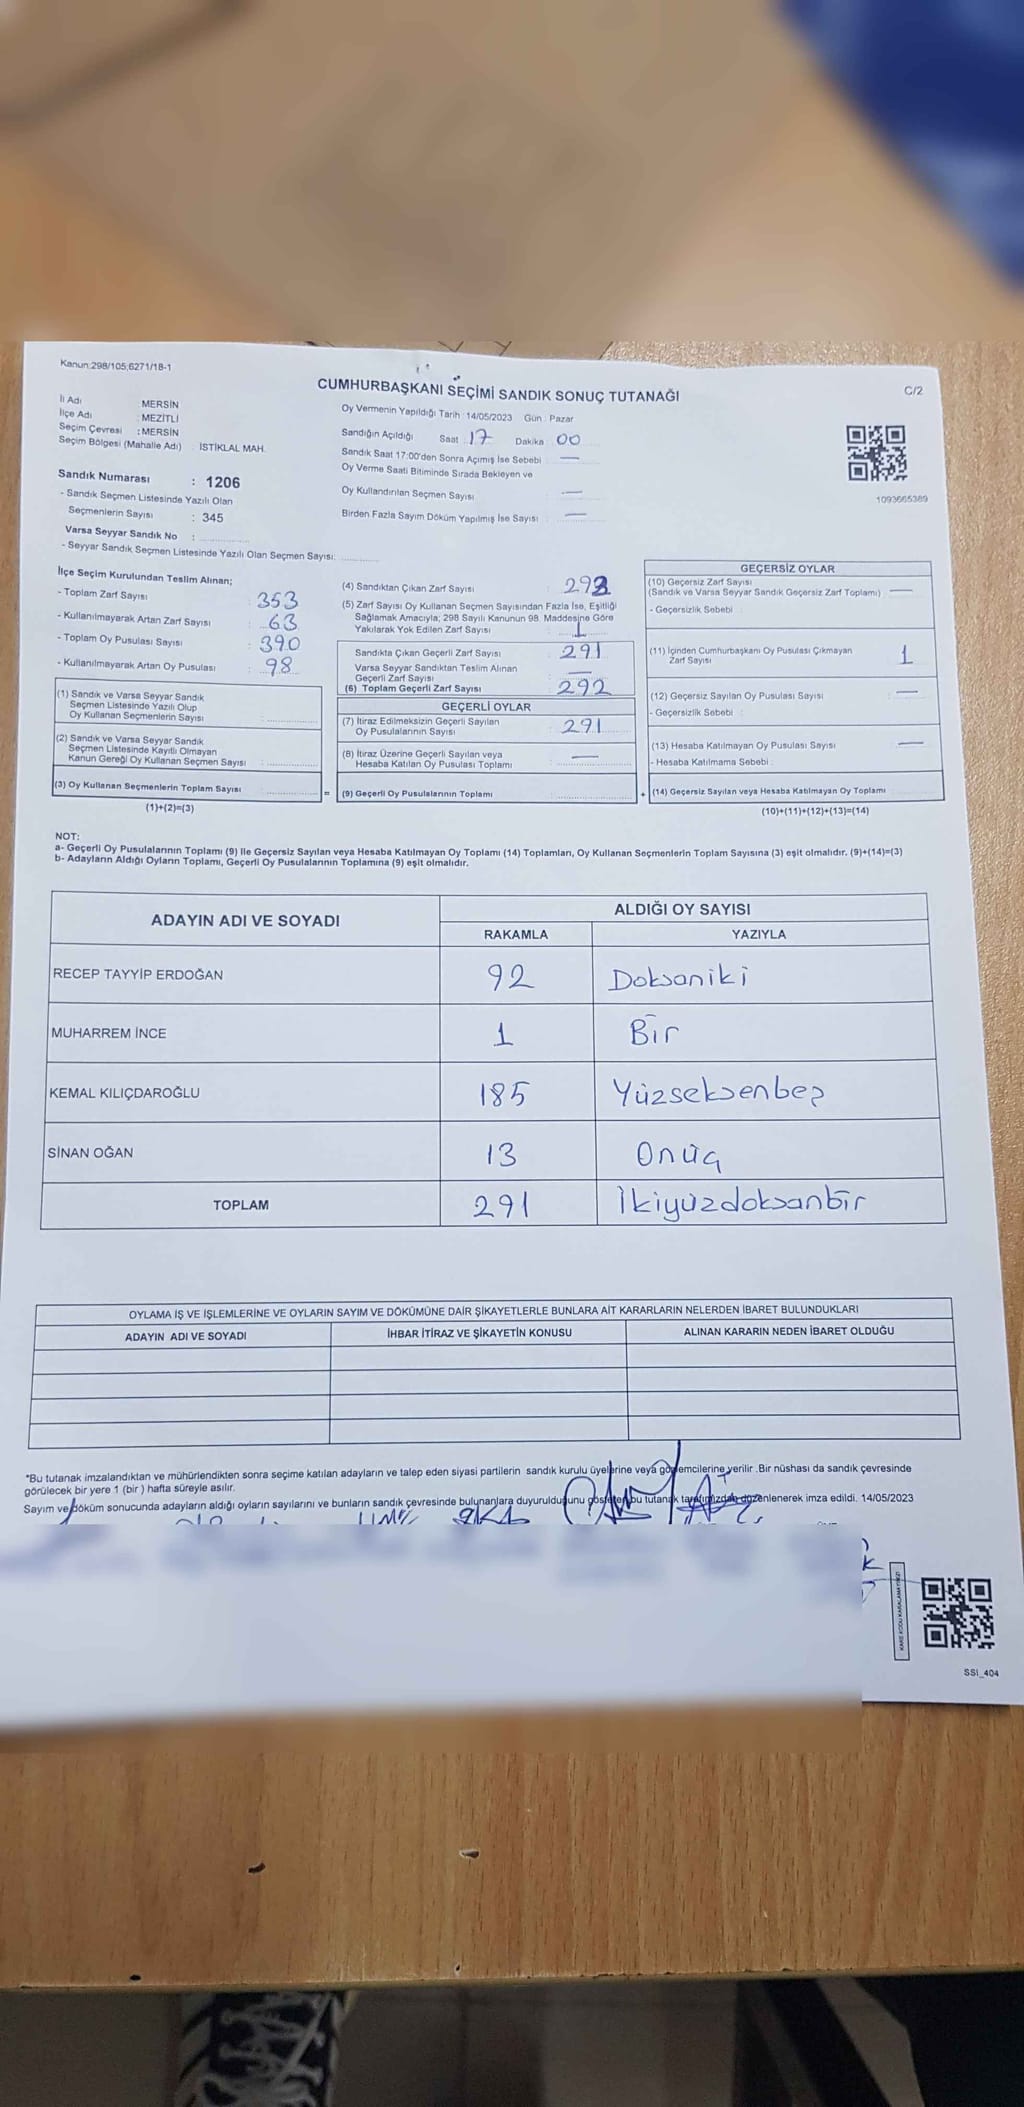 Kanun:298/105;6271/18-1
CUMHURBAŞKANI SEÇİMİ SANDIK SONUÇ TUTANAĞI
C/2
İl Adı : MERSİN
İlçe Adı : MEZİTLİ
Seçim Çevresi : MERSİN
Seçim Bölgesi (Mahalle Adı) : İSTİKLAL MAH.
Sandık Numarası : 1206
- Sandık Seçmen Listesinde Yazılı Olan
Seçmenlerin Sayısı : 345
Varsa Seyyar Sandık No :
- Seyyar Sandık Seçmen Listesinde Yazılı Olan Seçmen Sayısı:
Oy Vermenin Yapıldığı Tarih : 14/05/2023 Gün : Pazar
Sandığın Açıldığı Saat : 17 Dakika : 00
Sandık Saat 17:00'den Sonra Açımış İse Sebebi : —
Oy Verme Saati Bitiminde Sırada Bekleyen ve
Oy Kullandırılan Seçmen Sayısı : —
Birden Fazla Sayım Döküm Yapılmış İse Sayısı : —
1093665389
İlçe Seçim Kurulundan Teslim Alınan;
- Toplam Zarf Sayısı : 353
- Kullanılmayarak Artan Zarf Sayısı : 63
- Toplam Oy Pusulası Sayısı : 390
- Kullanılmayarak Artan Oy Pusulası : 98
(1) Sandık ve Varsa Seyyar Sandık
Seçmen Listesinde Yazılı Olup
Oy Kullanan Seçmenlerin Sayısı :
(2) Sandık ve Varsa Seyyar Sandık
Seçmen Listesinde Kayıtlı Olmayan
Kanun Gereği Oy Kullanan Seçmen Sayısı :
(3) Oy Kullanan Seçmenlerin Toplam Sayısı :
(1)+(2)=(3)
(4) Sandıktan Çıkan Zarf Sayısı :
(5) Zarf Sayısı Oy Kullanan Seçmen Sayısından Fazla İse, Eşitliği
Sağlamak Amacıyla; 298 Sayılı Kanunun 98. Maddesine Göre
Yakılarak Yok Edilen Zarf Sayısı : 1
Sandıkta Çıkan Geçerli Zarf Sayısı : 291
Varsa Seyyar Sandıktan Teslim Alınan
Geçerli Zarf Sayısı : —
(6) Toplam Geçerli Zarf Sayısı : 292
GEÇERLİ OYLAR
(7) İtiraz Edilmeksizin Geçerli Sayılan
Oy Pusulalarının Sayısı : 291
(8) İtiraz Üzerine Geçerli Sayılan veya
Hesaba Katılan Oy Pusulası Toplamı : —
= (9) Geçerli Oy Pusulalarının Toplamı :
GEÇERSİZ OYLAR
(10) Geçersiz Zarf Sayısı
(Sandık ve Varsa Seyyar Sandık Geçersiz Zarf Toplamı) : —
- Geçersizlik Sebebi :
(11) İçinden Cumhurbaşkanı Oy Pusulası Çıkmayan
Zarf Sayısı : 1
(12) Geçersiz Sayılan Oy Pusulası Sayısı : —
- Geçersizlik Sebebi :
(13) Hesaba Katılmayan Oy Pusulası Sayısı : —
- Hesaba Katılmama Sebebi :
+ (14) Geçersiz Sayılan veya Hesaba Katılmayan Oy Toplamı
(10)+(11)+(12)+(13)=(14)
NOT:
a- Geçerli Oy Pusulalarının Toplamı (9) İle Geçersiz Sayılan veya Hesaba Katılmayan Oy Toplamı (14) Toplamları, Oy Kullanan Seçmenlerin Toplam Sayısına (3) eşit olmalıdır. (9)+(14)=(3)
b- Adayların Aldığı Oyların Toplamı, Geçerli Oy Pusulalarının Toplamına (9) eşit olmalıdır.
ADAYIN ADI VE SOYADI ALDIĞI OY SAYISI
RAKAMLA YAZIYLA
RECEP TAYYİP ERDOĞAN 92 Doksaniki
MUHARREM İNCE 1 Bir
KEMAL KILIÇDAROĞLU 185 Yüzseksenbeş
SİNAN OĞAN 13 Onüç
TOPLAM 291 İkiyüzdoksanbir
OYLAMA İŞ VE İŞLEMLERİNE VE OYLARIN SAYIM VE DÖKÜMÜNE DAİR ŞİKAYETLERLE BUNLARA AİT KARARLARIN NELERDEN İBARET BULUNDUKLARI
ADAYIN ADI VE SOYADI İHBAR İTİRAZ VE ŞİKAYETİN KONUSU ALINAN KARARIN NEDEN İBARET OLDUĞU
*Bu tutanak imzalandıktan ve mühürlendikten sonra seçime katılan adayların ve talep eden siyasi partilerin sandık kurulu üyelerine veya gözlemcilerine verilir .Bir nüshası da sandık çevresinde
görülecek bir yere 1 (bir ) hafta süreyle asılır.
Sayım ve döküm sonucunda adayların aldığı oyların sayılarını ve bunların sandık çevresinde bulunanlara duyurulduğunu gösteren bu tutanak tarafımızdan düzenlenerek imza edildi. 14/05/2023
KARE KODU KARALAMAYINIZ!
SSI_404